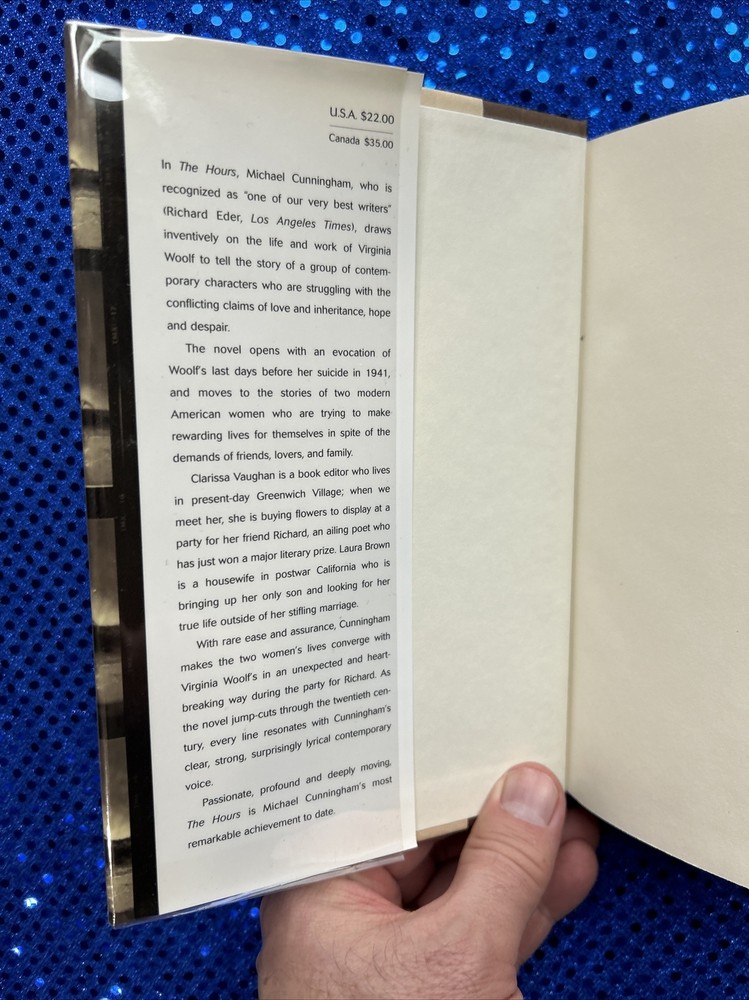 U.S.A. $22.00
Canada $35.00
In The Hours, Michael Cunningham, who is
recognized as "one of our very best writers"
(Richard Eder, Los Angeles Times), draws
inventively on the life and work of Virginia
Woolf to tell the story of a group of contem-
porary characters who are struggling with the
conflicting claims of love and inheritance, hope
and despair.
The novel opens with an evocation of
Woolf's last days before her suicide in 1941,
and moves to the stories of two modern
American women who are trying to make
rewarding lives for themselves in spite of the
demands of friends, lovers, and family.
Clarissa Vaughan is a book editor who lives
in present-day Greenwich Village; when we
meet her, she is buying flowers to display at a
party for her friend Richard, an ailing poet who
has just won a major literary prize. Laura Brown
is a housewife in postwar California who is
bringing up her only son and looking for her
true life outside of her stifling marriage.
With rare ease and assurance, Cunningham
makes the two women's lives converge with
Virginia Woolf's in an unexpected and heart-
breaking way during the party for Richard. As
the novel jump-cuts through the twentieth cen-
tury, every line resonates with Cunningham's
clear, strong, surprisingly lyrical contemporary
voice.
Passionate, profound and deeply moving,
The Hours is Michael Cunningham's most
remarkable achievement to date.